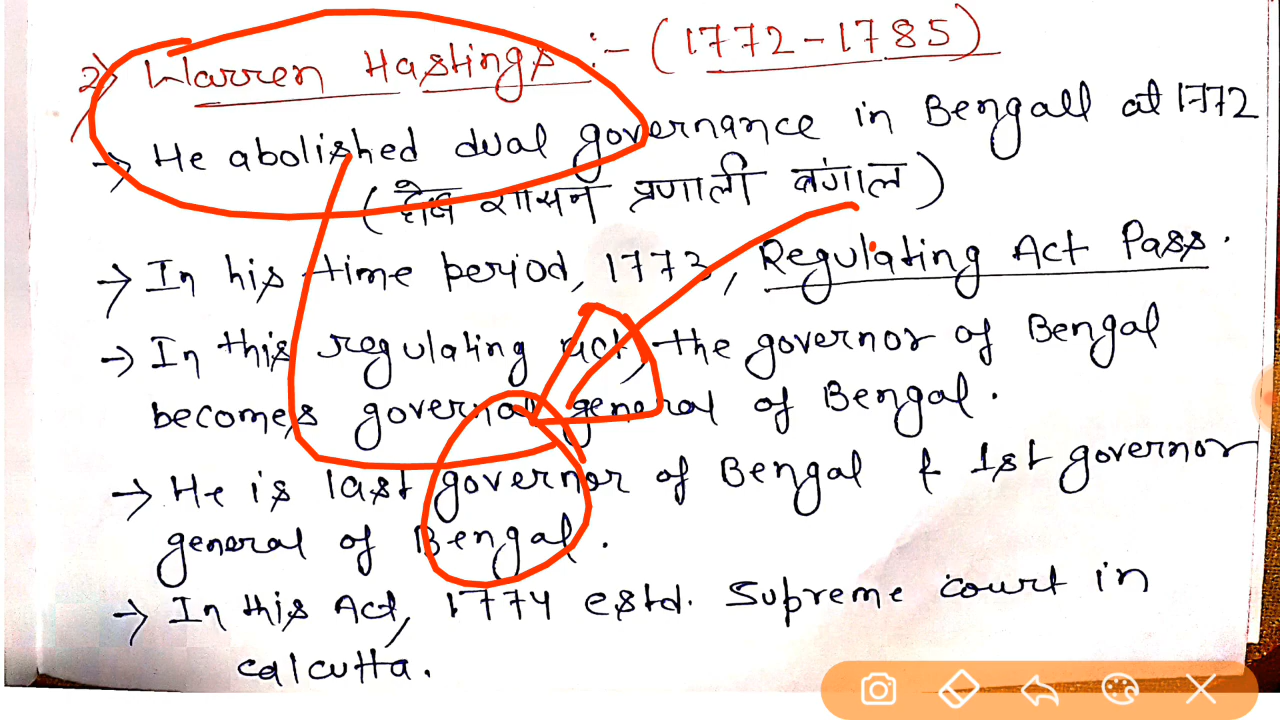 2) Warren Hastings :- (1772-1785)
→ He abolished dual governance in Bengall at 1772
(द्वैध शासन प्रणाली बंगाल)
→ In his time period, 1773, Regulating Act Pass.
→ In this regulating act, the governor of Bengal
becomes governor general of Bengal.
→ He is last governor of Bengal & 1st governor
general of Bengal.
→ In this Act, 1774 estd. Supreme court in
calcutta.